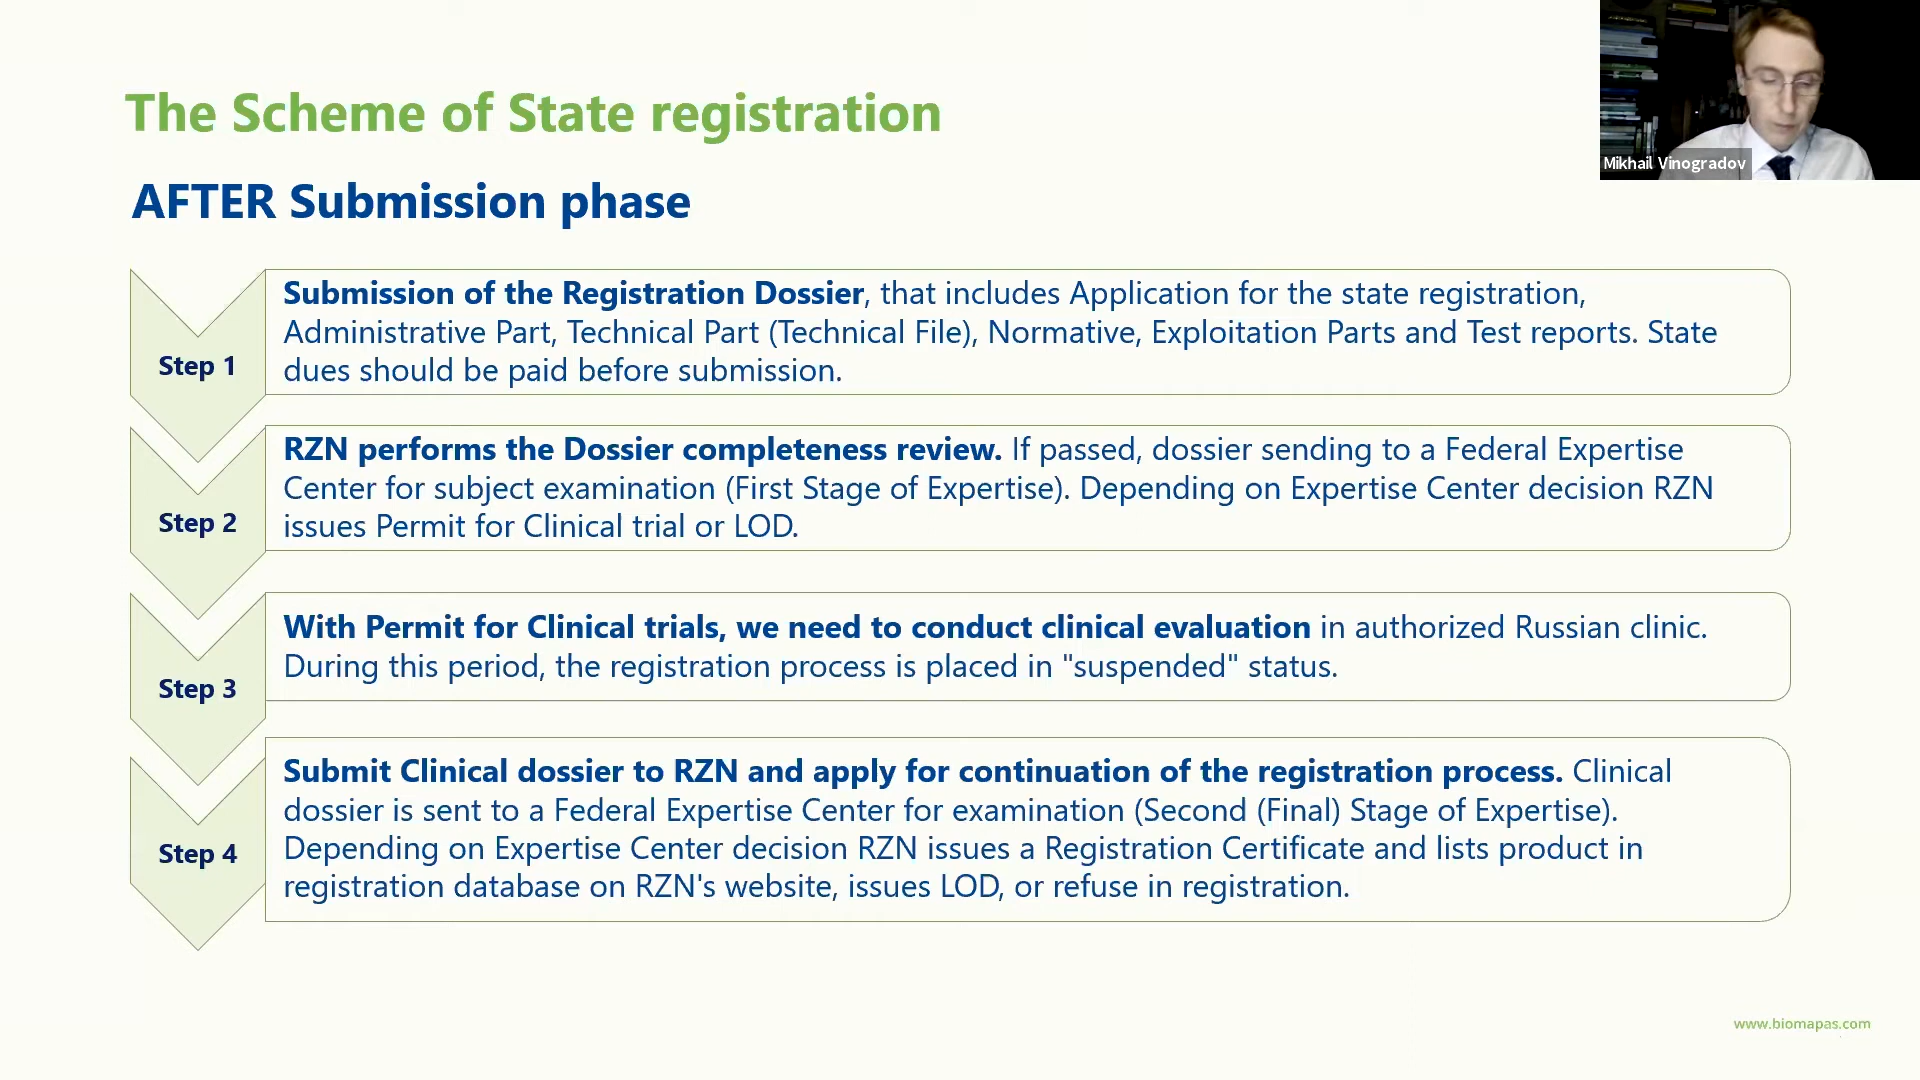 The Scheme of State registration
AFTER Submission phase
Mikhail Vinogradov
Step 1
Submission of the Registration Dossier, that includes Application for the state registration,
Administrative Part, Technical Part (Technical File), Normative, Exploitation Parts and Test reports. State
dues should be paid before submission.
Step 2
RZN performs the Dossier completeness review. If passed, dossier sending to a Federal Expertise
Center for subject examination (First Stage of Expertise). Depending on Expertise Center decision RZN
issues Permit for Clinical trial or LOD.
Step 3
With Permit for Clinical trials, we need to conduct clinical evaluation in authorized Russian clinic.
During this period, the registration process is placed in "suspended" status.
Step 4
Submit Clinical dossier to RZN and apply for continuation of the registration process. Clinical
dossier is sent to a Federal Expertise Center for examination (Second (Final) Stage of Expertise).
Depending on Expertise Center decision RZN issues a Registration Certificate and lists product in
registration database on RZN's website, issues LOD, or refuse in registration.
www.biomapas.com